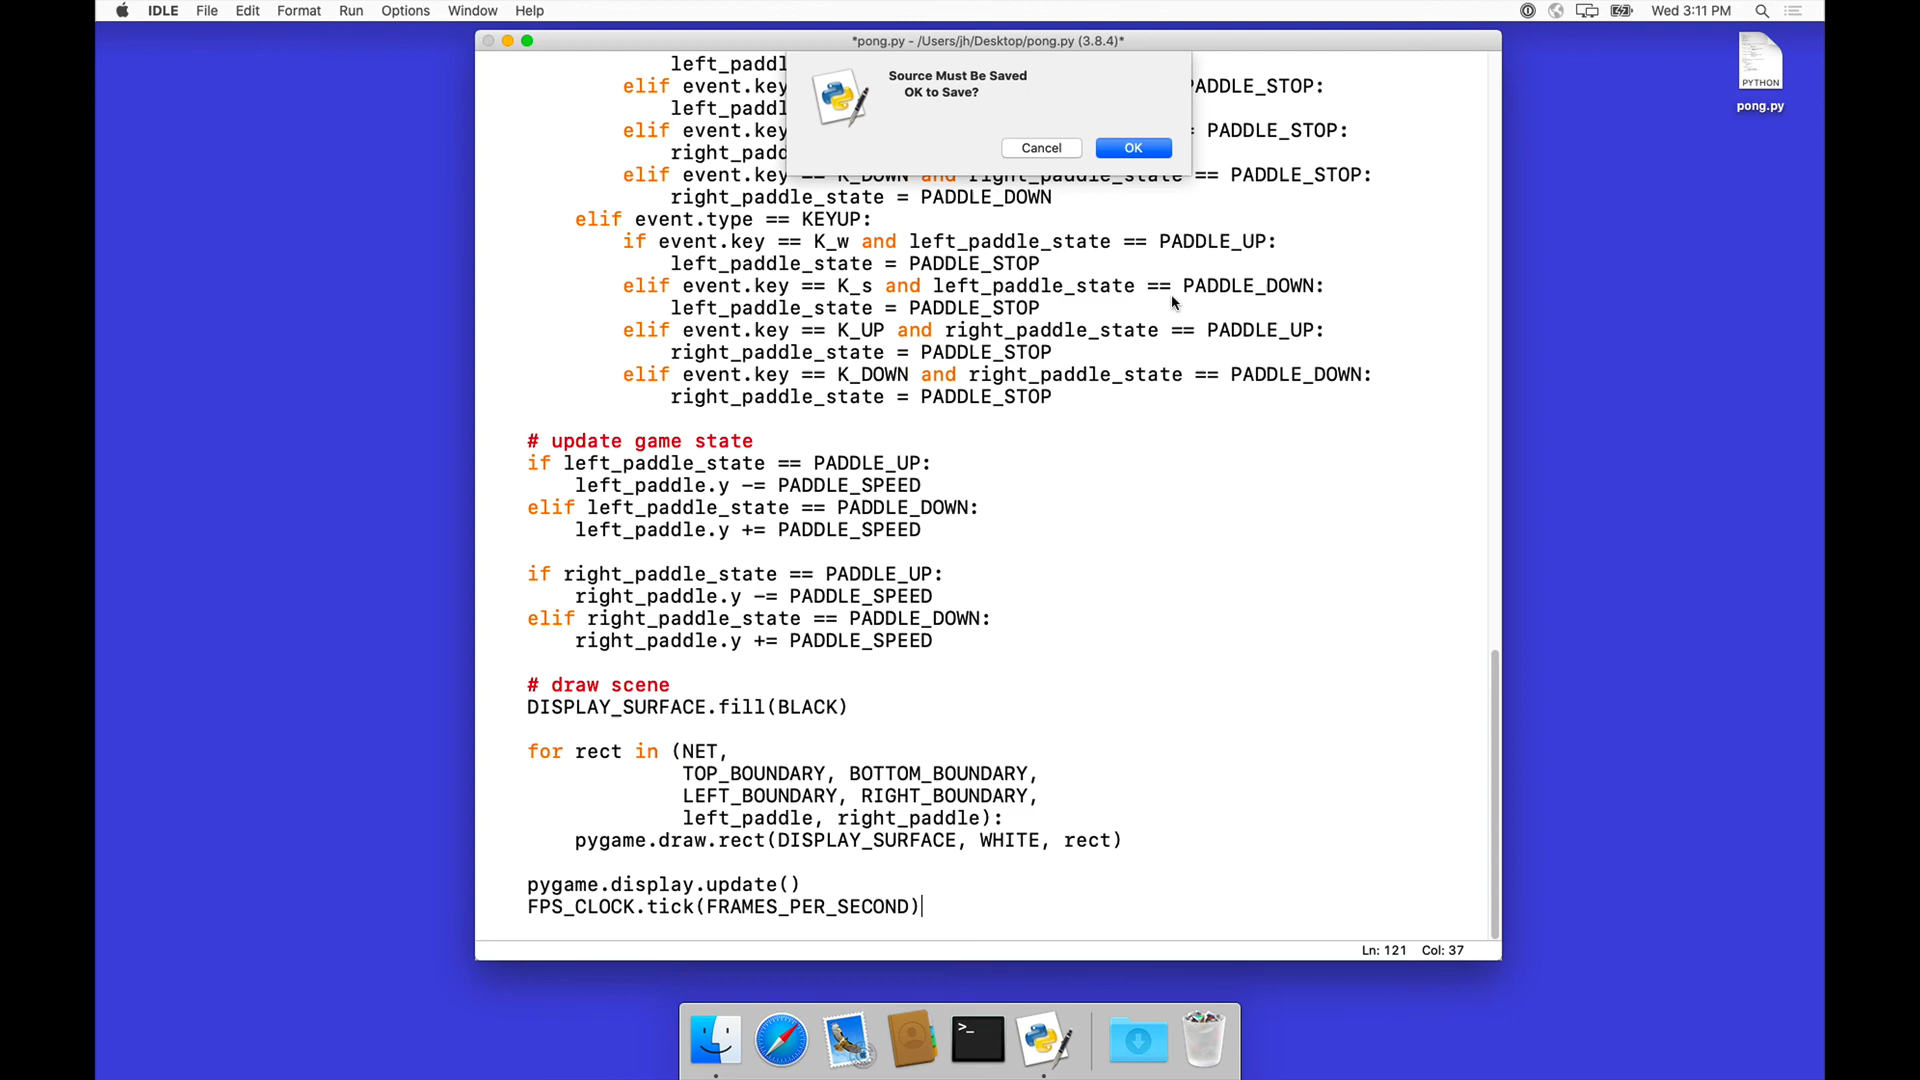 IDLE File Edit Format Run Options Window Help
Wed 3:11 PM
*pong.py - /Users/jh/Desktop/pong.py (3.8.4)*
Source Must Be Saved
OK to Save?
Cancel OK
PYTHON
pong.py
left_paddl
elif event.key PADDLE_STOP:
left_paddl
elif event.key = PADDLE_STOP:
right_padd
elif event.key == K_DOWN and right_paddle_state == PADDLE_STOP:
right_paddle_state = PADDLE_DOWN
elif event.type == KEYUP:
if event.key == K_w and left_paddle_state == PADDLE_UP:
left_paddle_state = PADDLE_STOP
elif event.key == K_s and left_paddle_state == PADDLE_DOWN:
left_paddle_state = PADDLE_STOP
elif event.key == K_UP and right_paddle_state == PADDLE_UP:
right_paddle_state = PADDLE_STOP
elif event.key == K_DOWN and right_paddle_state == PADDLE_DOWN:
right_paddle_state = PADDLE_STOP
# update game state
if left_paddle_state == PADDLE_UP:
left_paddle.y -= PADDLE_SPEED
elif left_paddle_state == PADDLE_DOWN:
left_paddle.y += PADDLE_SPEED
if right_paddle_state == PADDLE_UP:
right_paddle.y -= PADDLE_SPEED
elif right_paddle_state == PADDLE_DOWN:
right_paddle.y += PADDLE_SPEED
# draw scene
DISPLAY_SURFACE.fill(BLACK)
for rect in (NET,
TOP_BOUNDARY, BOTTOM_BOUNDARY,
LEFT_BOUNDARY, RIGHT_BOUNDARY,
left_paddle, right_paddle):
pygame.draw.rect(DISPLAY_SURFACE, WHITE, rect)
pygame.display.update()
FPS_CLOCK.tick(FRAMES_PER_SECOND)
Ln: 121 Col: 37
>_